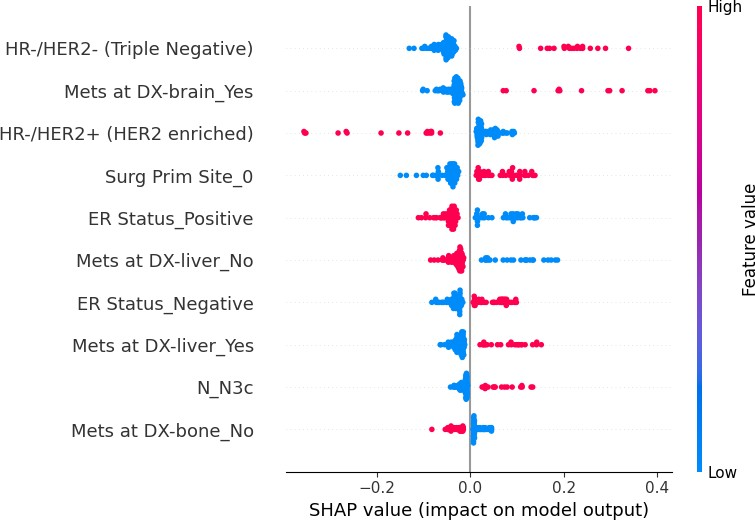 High
HR-/HER2- (Triple Negative)
Mets at DX-brain_Yes
HR-/HER2+ (HER2 enriched)
Surg Prim Site_0
ER Status_Positive
Mets at DX-liver_No
ER Status_Negative
Mets at DX-liver_Yes
N_N3c
Mets at DX-bone_No
Feature value
Low
−0.2 0.0 0.2 0.4
SHAP value (impact on model output)